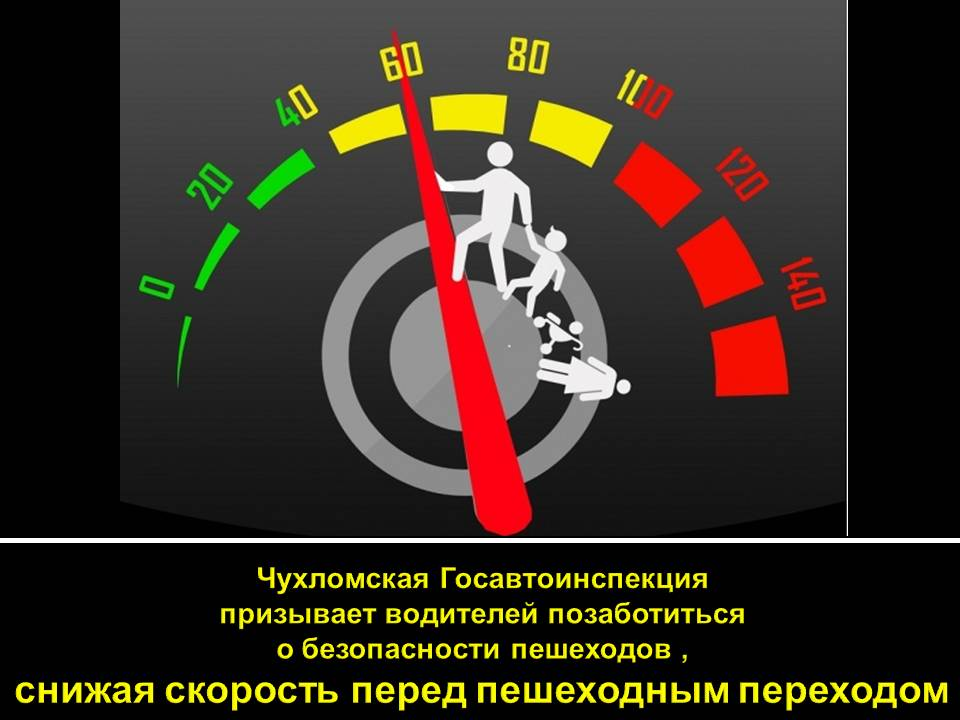 0
20
40
60
80
100
120
140
Чухломская Госавтоинспекция
призывает водителей позаботиться
о безопасности пешеходов ,
снижая скорость перед пешеходным переходом